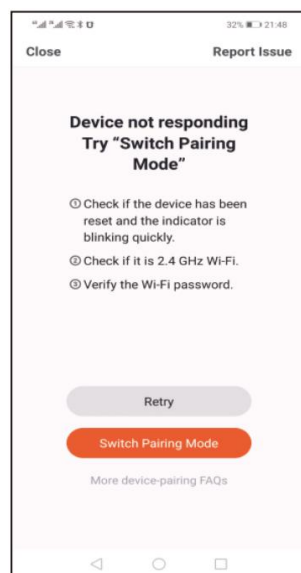 32% 21:48
Close Report Issue
Device not responding
Try “Switch Pairing
Mode”
① Check if the device has been
reset and the indicator is
blinking quickly.
② Check if it is 2.4 GHz Wi-Fi.
③ Verify the Wi-Fi password.
Retry
Switch Pairing Mode
More device-pairing FAQs